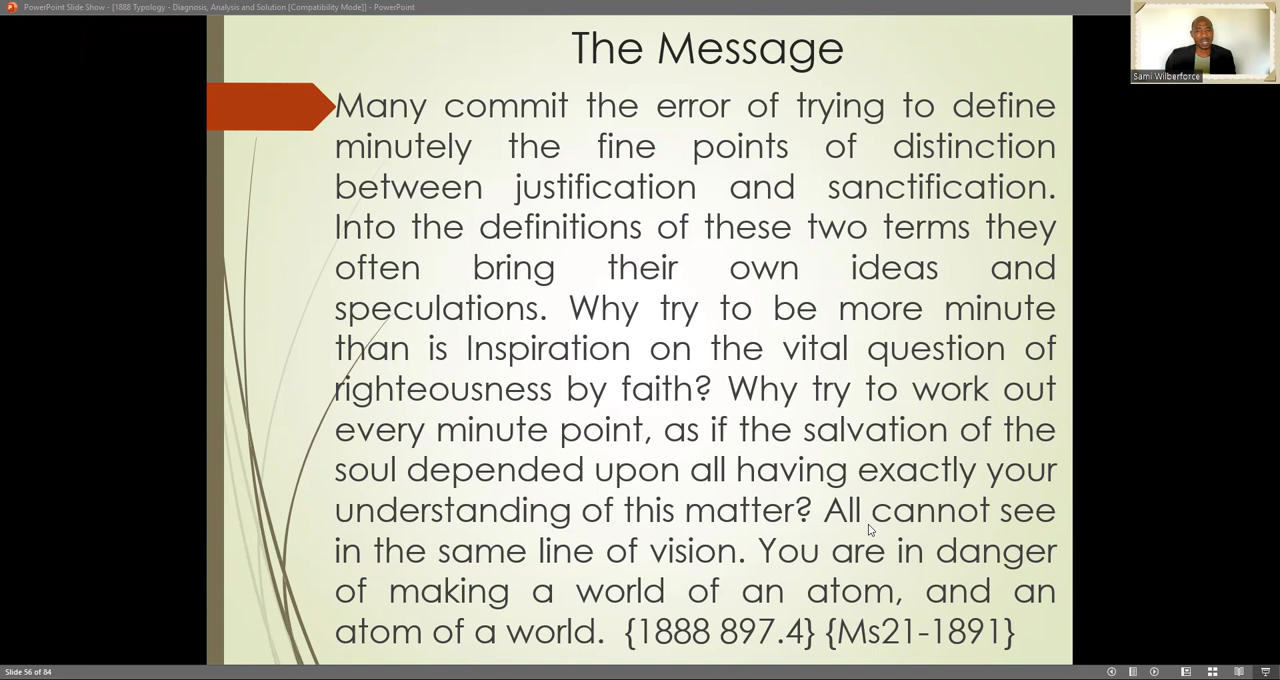 PowerPoint Slide Show - [1888 Typology - Diagnosis, Analysis and Solution [Compatibility Mode]] - PowerPoint
Sami Wilberforce
The Message
Many commit the error of trying to define
minutely the fine points of distinction
between justification and sanctification.
Into the definitions of these two terms they
often bring their own ideas and
speculations. Why try to be more minute
than is Inspiration on the vital question of
righteousness by faith? Why try to work out
every minute point, as if the salvation of the
soul depended upon all having exactly your
understanding of this matter? All cannot see
in the same line of vision. You are in danger
of making a world of an atom, and an
atom of a world. {1888 897.4} {Ms21-1891}
Slide 56 of 84